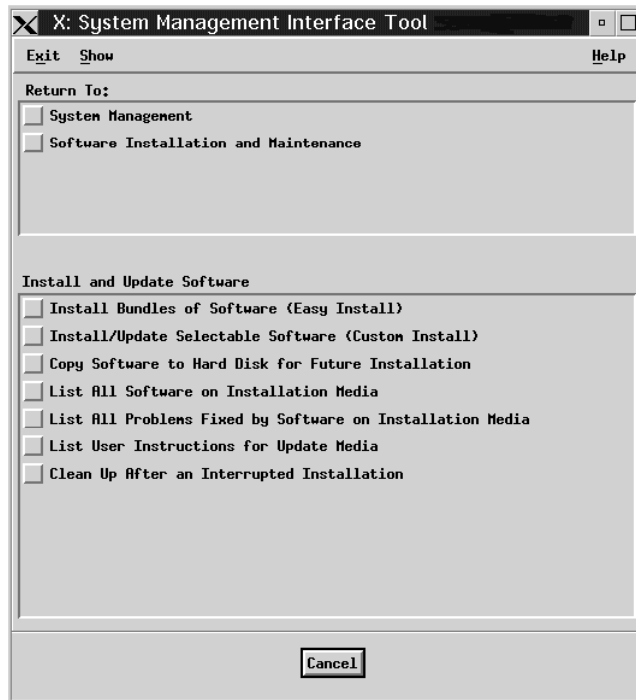 X: System Management Interface Tool
Exit Show Help
Return To:
System Management
Software Installation and Maintenance
Install and Update Software
Install Bundles of Software (Easy Install)
Install/Update Selectable Software (Custom Install)
Copy Software to Hard Disk for Future Installation
List All Software on Installation Media
List All Problems Fixed by Software on Installation Media
List User Instructions for Update Media
Clean Up After an Interrupted Installation
Cancel